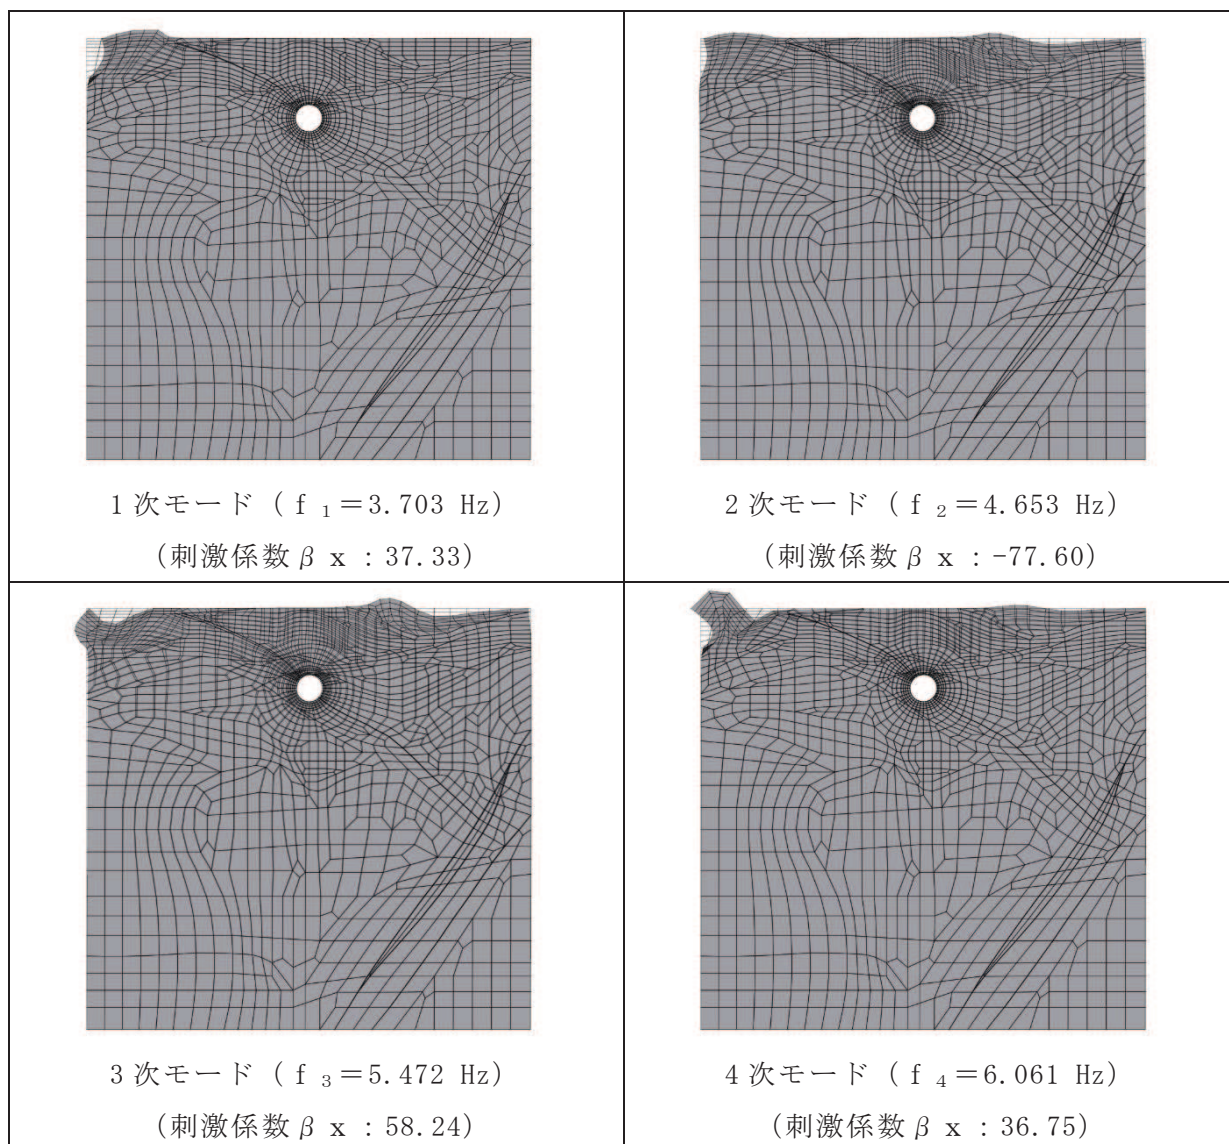 1次モード(f₁=3.703 Hz)
(刺激係数βx:37.33)
2次モード(f₂=4.653 Hz)
(刺激係数βx:-77.60)
3次モード(f₃=5.472 Hz)
(刺激係数βx:58.24)
4次モード(f₄=6.061 Hz)
(刺激係数βx:36.75)